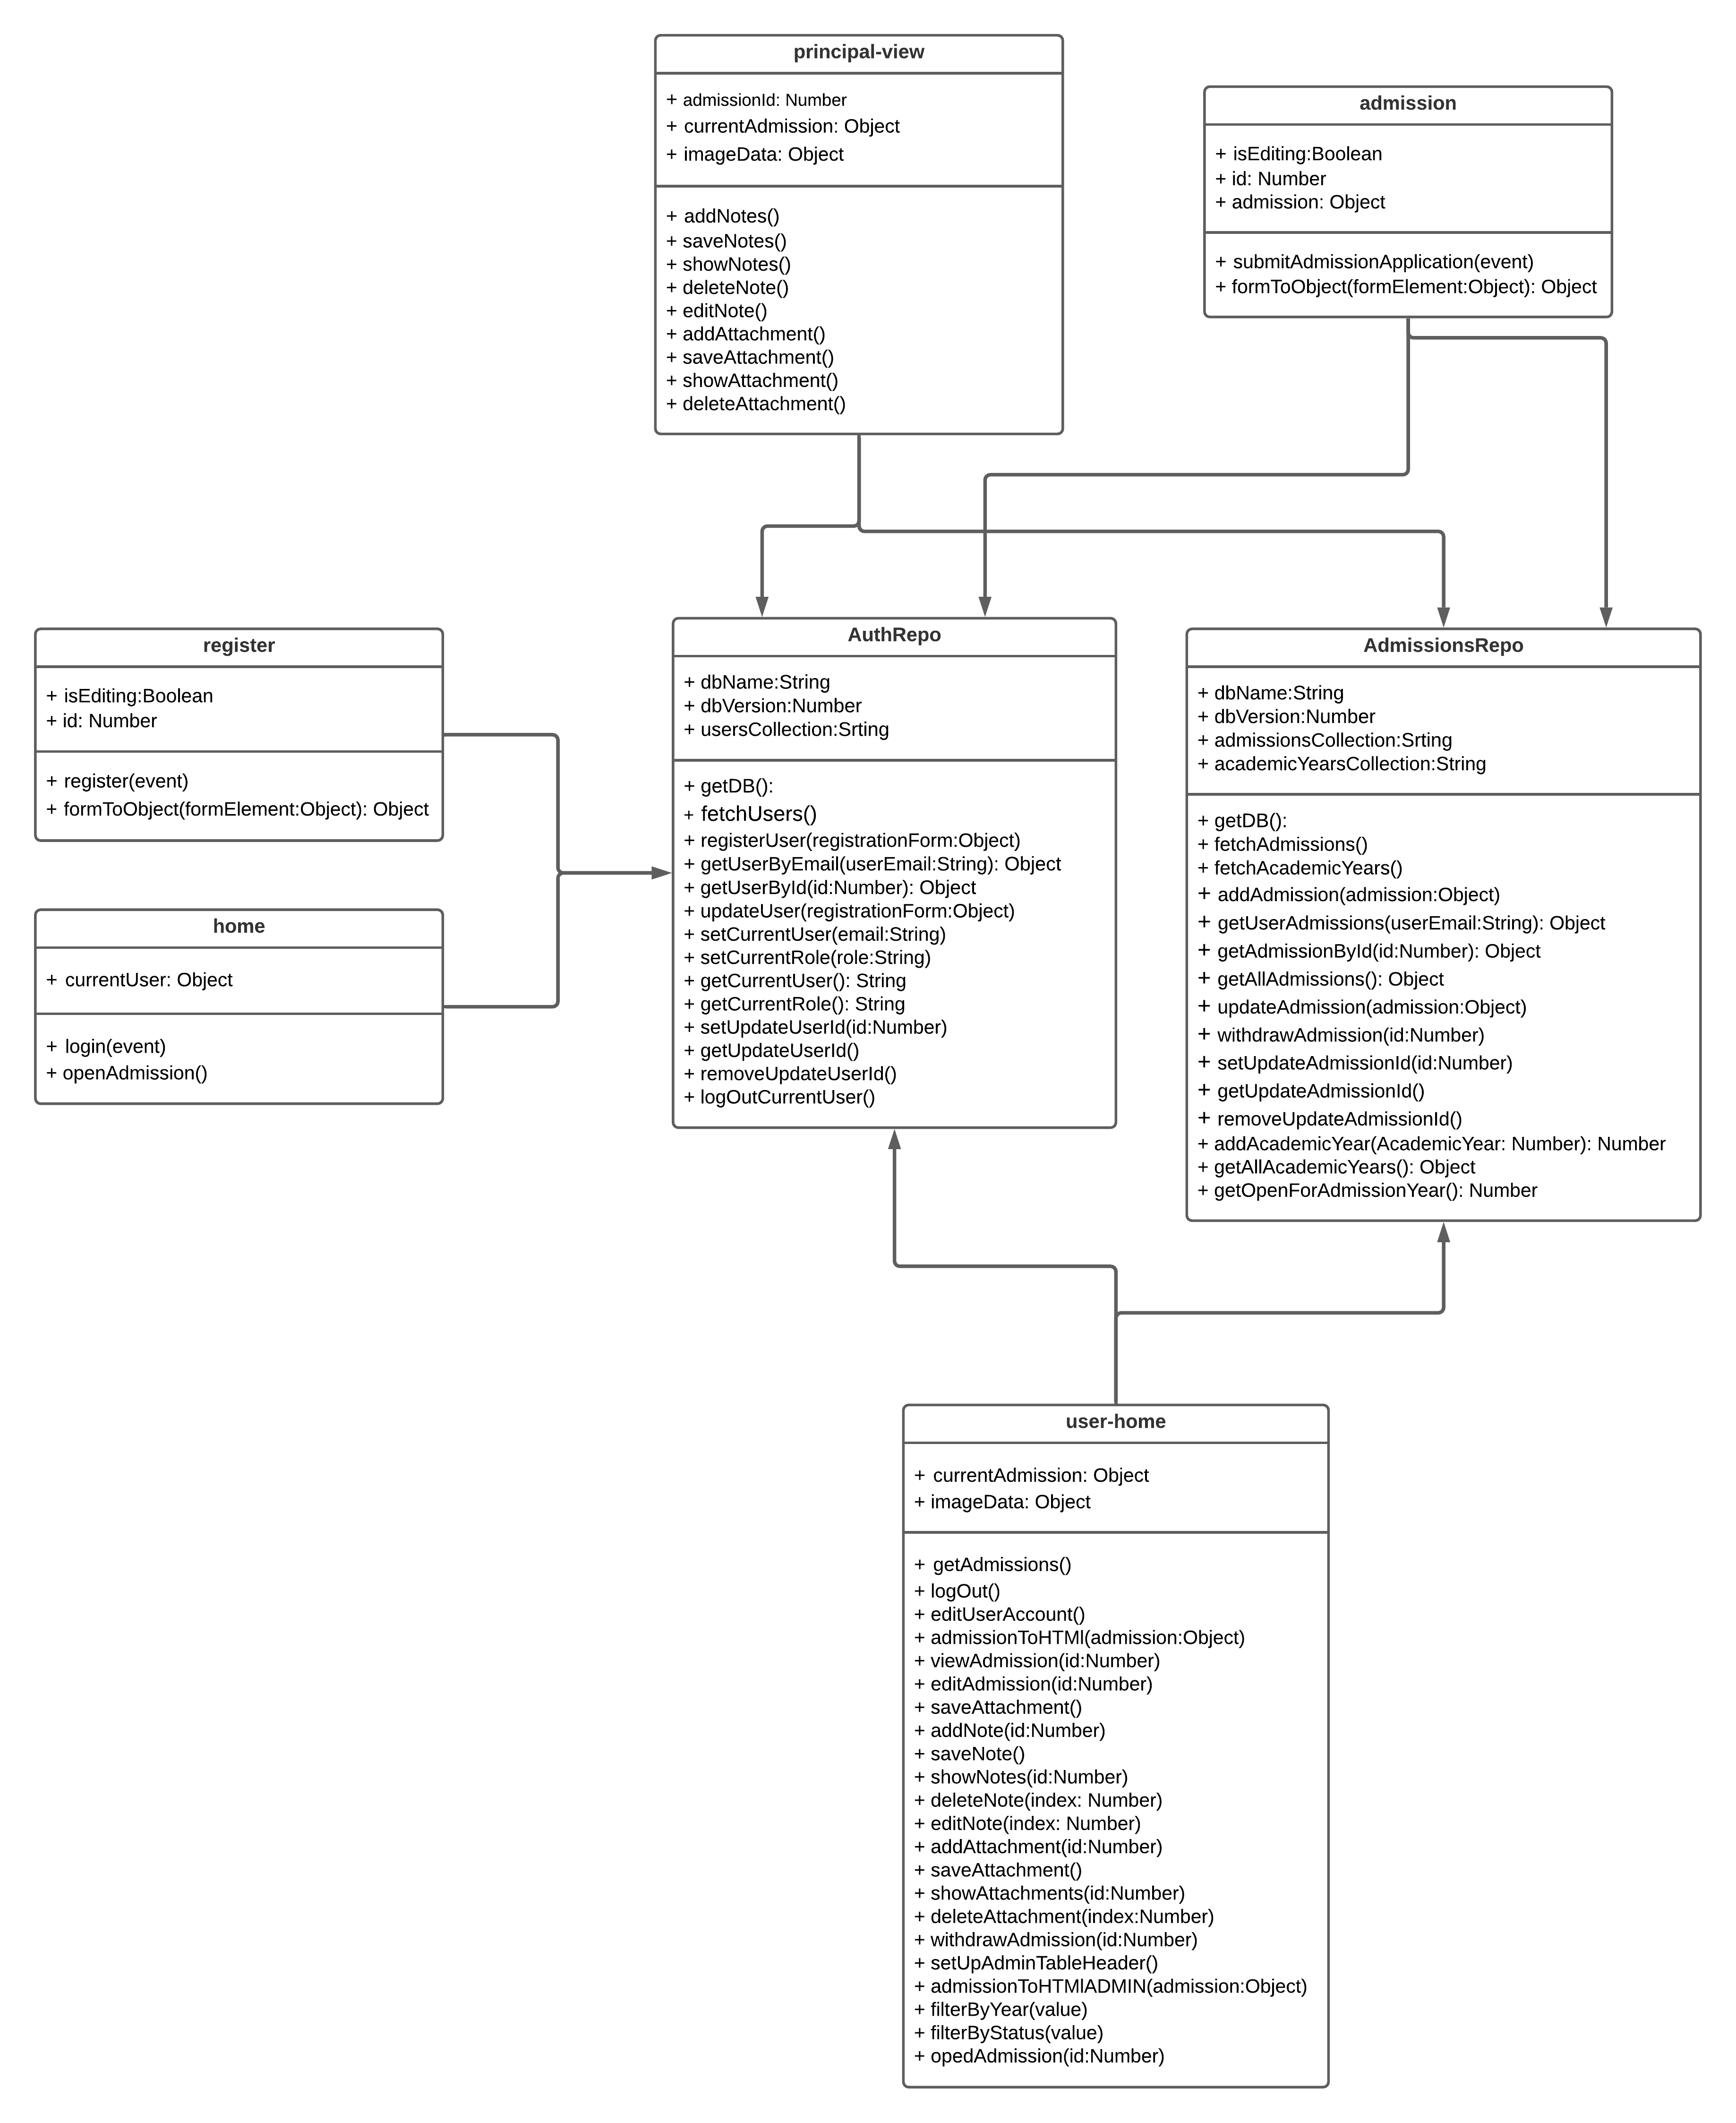 principal-view
+ admissionId: Number
+ currentAdmission: Object
+ imageData: Object
+ addNotes()
+ saveNotes()
+ showNotes()
+ deleteNote()
+ editNote()
+ addAttachment()
+ saveAttachment()
+ showAttachment()
+ deleteAttachment()
admission
+ isEditing:Boolean
+ id: Number
+ admission: Object
+ submitAdmissionApplication(event)
+ formToObject(formElement:Object): Object
register
+ isEditing:Boolean
+ id: Number
+ register(event)
+ formToObject(formElement:Object): Object
home
+ currentUser: Object
+ login(event)
+ openAdmission()
AuthRepo
+ dbName:String
+ dbVersion:Number
+ usersCollection:Srting
+ getDB():
+ fetchUsers()
+ registerUser(registrationForm:Object)
+ getUserByEmail(userEmail:String): Object
+ getUserById(id:Number): Object
+ updateUser(registrationForm:Object)
+ setCurrentUser(email:String)
+ setCurrentRole(role:String)
+ getCurrentUser(): String
+ getCurrentRole(): String
+ setUpdateUserId(id:Number)
+ getUpdateUserId()
+ removeUpdateUserId()
+ logOutCurrentUser()
AdmissionsRepo
+ dbName:String
+ dbVersion:Number
+ admissionsCollection:Srting
+ academicYearsCollection:String
+ getDB():
+ fetchAdmissions()
+ fetchAcademicYears()
+ addAdmission(admission:Object)
+ getUserAdmissions(userEmail:String): Object
+ getAdmissionById(id:Number): Object
+ getAllAdmissions(): Object
+ updateAdmission(admission:Object)
+ withdrawAdmission(id:Number)
+ setUpdateAdmissionId(id:Number)
+ getUpdateAdmissionId()
+ removeUpdateAdmissionId()
+ addAcademicYear(AcademicYear: Number): Number
+ getAllAcademicYears(): Object
+ getOpenForAdmissionYear(): Number
user-home
+ currentAdmission: Object
+ imageData: Object
+ getAdmissions()
+ logOut()
+ editUserAccount()
+ admissionToHTMl(admission:Object)
+ viewAdmission(id:Number)
+ editAdmission(id:Number)
+ saveAttachment()
+ addNote(id:Number)
+ saveNote()
+ showNotes(id:Number)
+ deleteNote(index: Number)
+ editNote(index: Number)
+ addAttachment(id:Number)
+ saveAttachment()
+ showAttachments(id:Number)
+ deleteAttachment(index:Number)
+ withdrawAdmission(id:Number)
+ setUpAdminTableHeader()
+ admissionToHTMlADMIN(admission:Object)
+ filterByYear(value)
+ filterByStatus(value)
+ opedAdmission(id:Number)